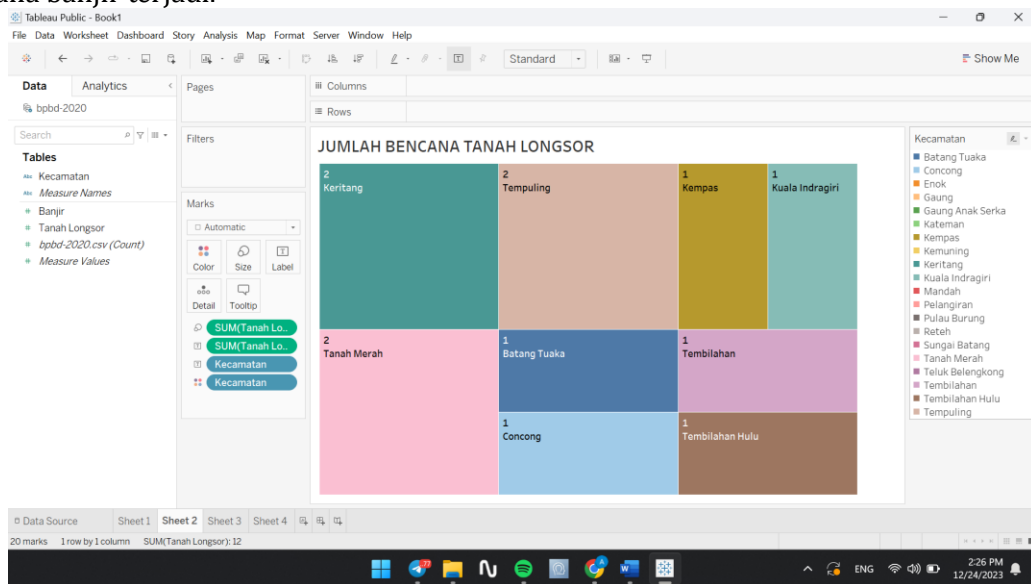 Tableau Public - Book1
File Data Worksheet Dashboard Story Analysis Map Format Server Window Help
Standard
Show Me
Data Analytics
Pages
Columns
bpbd-2020
Rows
Search
Filters
JUMLAH BENCANA TANAH LONGSOR
Tables
Abc Kecamatan
Abc Measure Names
# Banjir
# Tanah Longsor
# bpbd-2020.csv (Count)
# Measure Values
Marks
Automatic
Color Size Label
Detail Tooltip
SUM(Tanah Lo..
SUM(Tanah Lo..
Kecamatan
Kecamatan
2
Keritang
2
Tempuling
1
Kempas
1
Kuala Indragiri
2
Tanah Merah
1
Batang Tuaka
1
Tembilahan
1
Concong
1
Tembilahan Hulu
Kecamatan
Batang Tuaka
Concong
Enok
Gaung
Gaung Anak Serka
Kateman
Kempas
Kemuning
Keritang
Kuala Indragiri
Mandah
Pelangiran
Pulau Burung
Reteh
Sungai Batang
Tanah Merah
Teluk Belengkong
Tembilahan
Tembilahan Hulu
Tempuling
Data Source Sheet 1 Sheet 2 Sheet 3 Sheet 4
20 marks 1 row by 1 column SUM(Tanah Longsor): 12
ENG
2:26 PM
12/24/2023